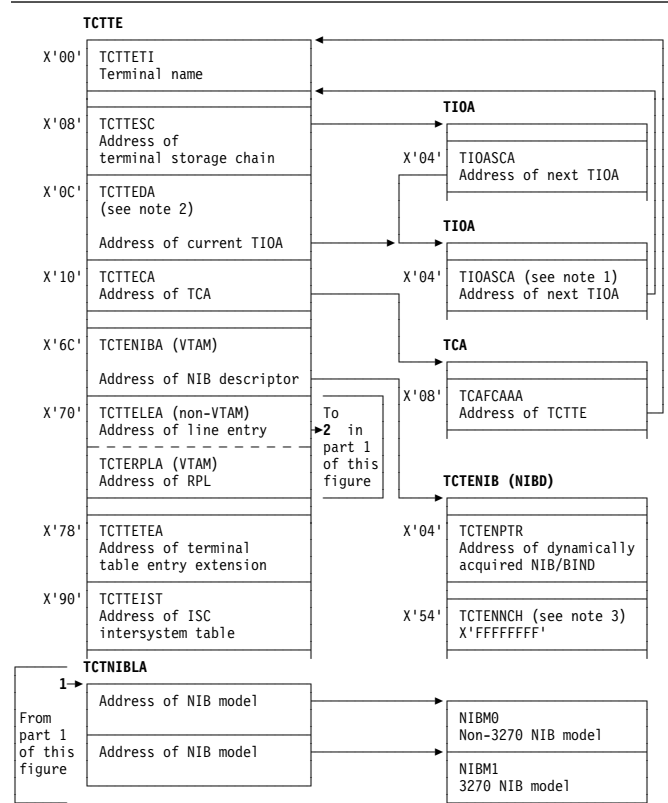 TCTTE
X'00' TCTTETI
Terminal name
X'08' TCTTESC
Address of
terminal storage chain
X'0C' TCTTEDA
(see note 2)
Address of current TIOA
X'10' TCTTECA
Address of TCA
X'6C' TCTENIBA (VTAM)
Address of NIB descriptor
X'70' TCTTELEA (non-VTAM)
Address of line entry
TCTERPLA (VTAM)
Address of RPL
To
2 in
part 1
of this
figure
X'78' TCTTETEA
Address of terminal
table entry extension
X'90' TCTTEIST
Address of ISC
intersystem table
TIOA
X'04' TIOASCA
Address of next TIOA
TIOA
X'04' TIOASCA (see note 1)
Address of next TIOA
TCA
X'08' TCAFCAAA
Address of TCTTE
TCTENIB (NIBD)
X'04' TCTENPTR
Address of dynamically
acquired NIB/BIND
X'54' TCTENNCH (see note 3)
X'FFFFFFFF'
TCTNIBLA
1
From
part 1
of this
figure
Address of NIB model
Address of NIB model
NIBM0
Non-3270 NIB model
NIBM1
3270 NIB model